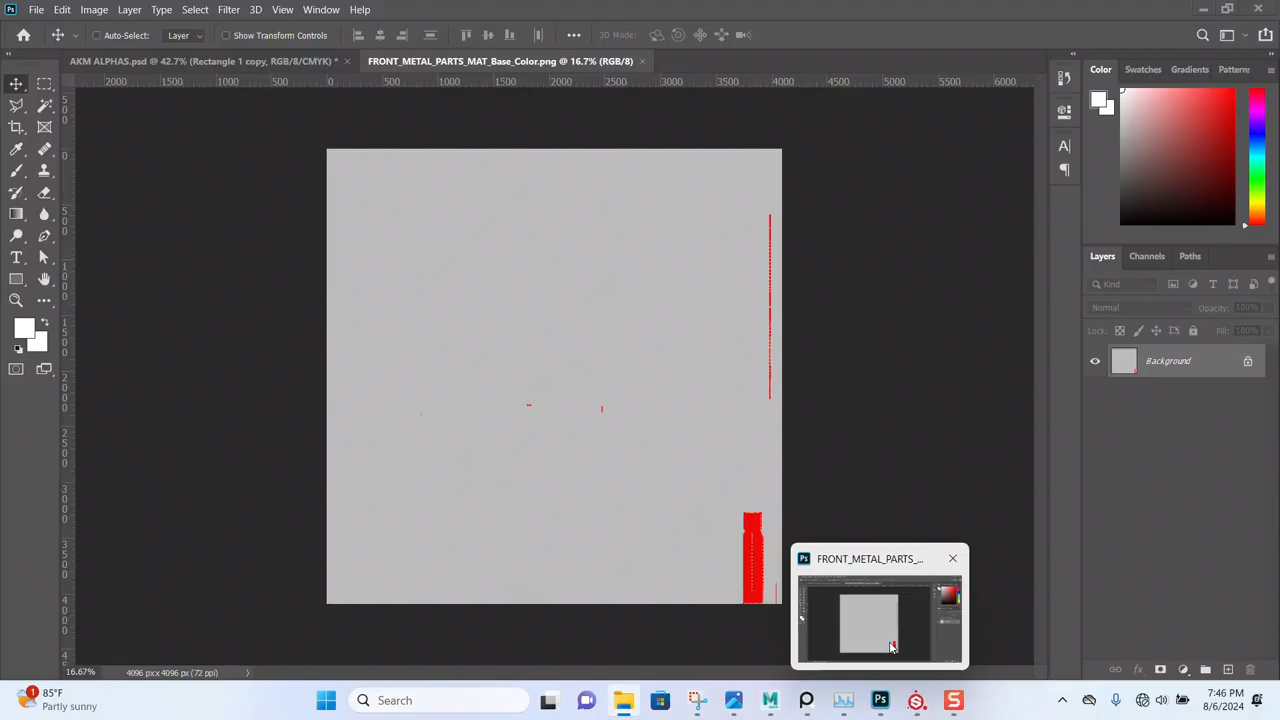 File Edit Image Layer Type Select Filter 3D View Window Help
Auto-Select: Layer Show Transform Controls 3D Mode:
AKM ALPHAS.psd @ 42.7% (Rectangle 1 copy, RGB/8/CMYK) * × FRONT_METAL_PARTS_MAT_Base_Color.png @ 16.7% (RGB/8) ×
2000 1500 1000 500 0 500 1000 1500 2000 2500 3000 3500 4000 4500 5000 5500 6000
Color Swatches Gradients Patterns
Layers Channels Paths
Kind
Normal Opacity: 100%
Lock: Fill: 100%
Background
FRONT_METAL_PARTS_...
16.67% 4096 px x 4096 px (72 ppi)
85°F
Partly sunny
Search
7:46 PM
8/6/2024